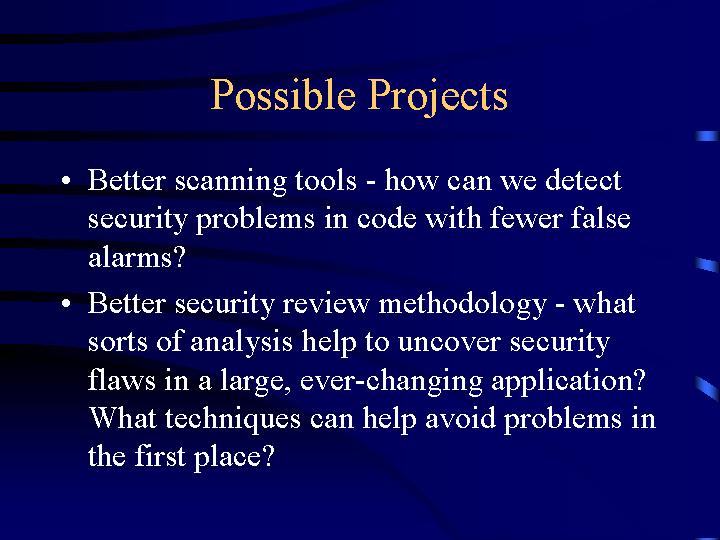 Possible Projects
• Better scanning tools - how can we detect
security problems in code with fewer false
alarms?
• Better security review methodology - what
sorts of analysis help to uncover security
flaws in a large, ever-changing application?
What techniques can help avoid problems in
the first place?